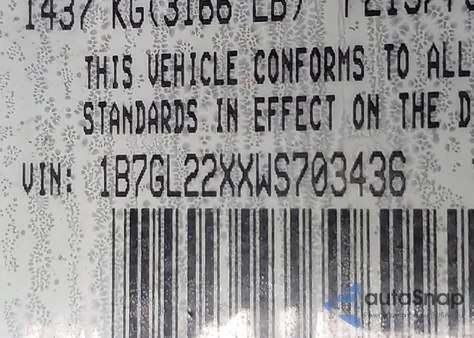 1437 KG(3166 LB)
THIS VEHICLE CONFORMS TO ALL
STANDARDS IN EFFECT ON THE D
VIN: 1B7GL22XXWS703436
autoSnap